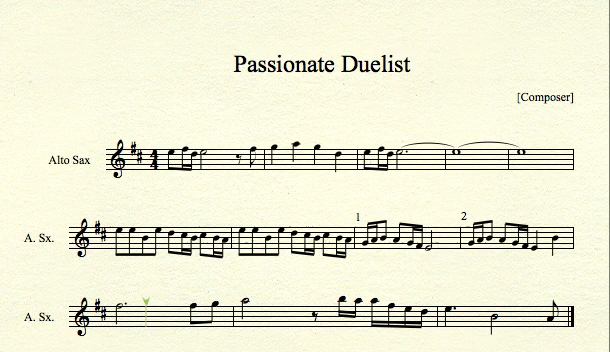 Passionate Duelist
[Composer]
Alto Sax
A. Sx.
1
2
A. Sx.